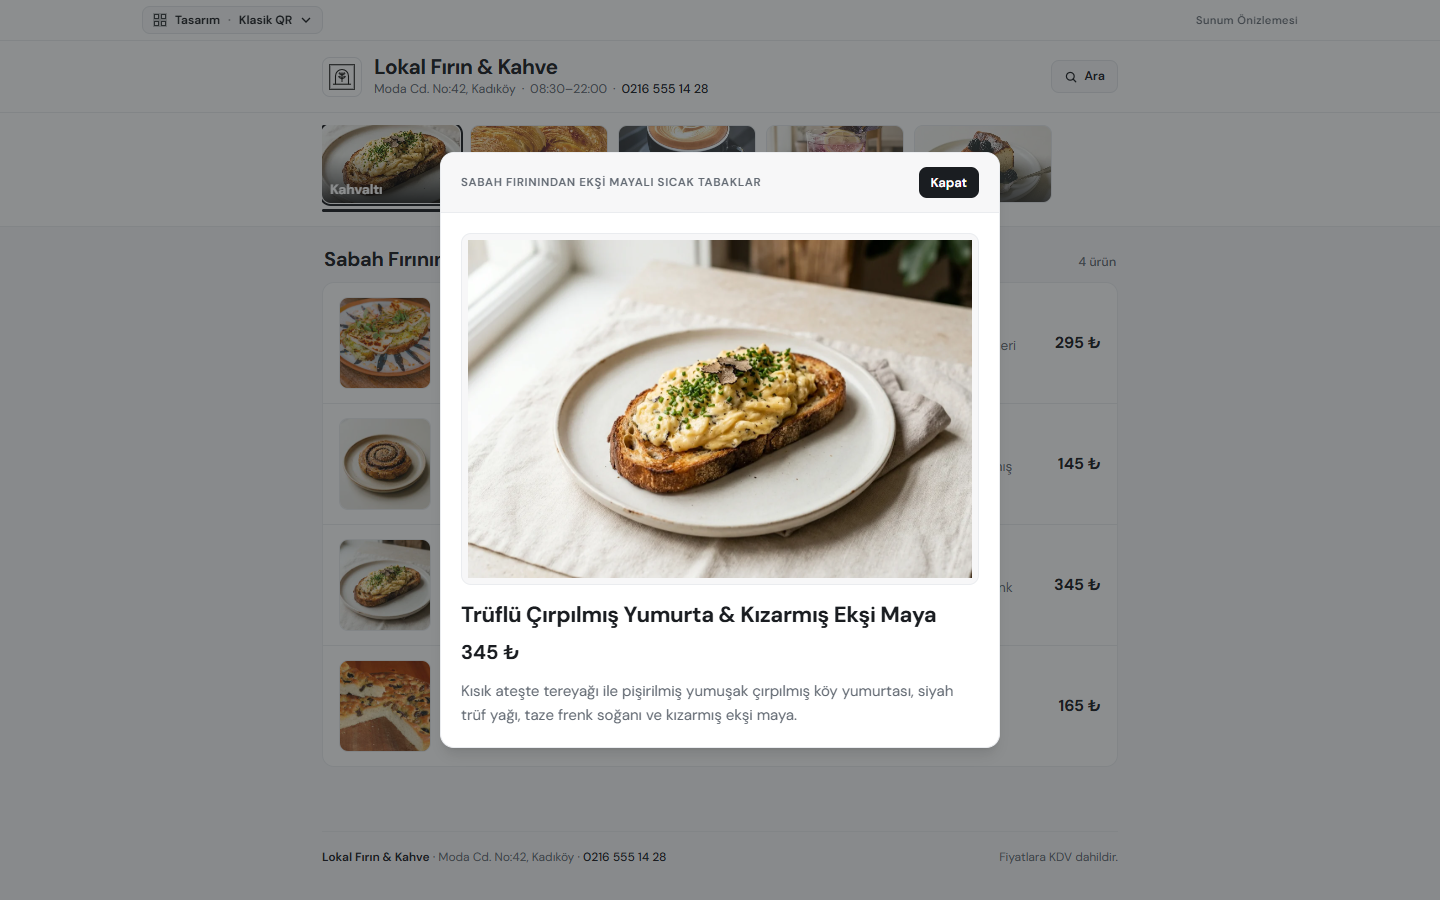 Tasarım · Klasik QR
Sunum Önizlemesi
Lokal Fırın & Kahve
Moda Cd. No:42, Kadıköy · 08:30–22:00 · 0216 555 14 28
Ara
Kahvaltı
SABAH FIRININDAN EKŞİ MAYALI SICAK TABAKLAR
Kapat
Sabah
4 ürün
295 ₺
145 ₺
345 ₺
165 ₺
Trüflü Çırpılmış Yumurta & Kızarmış Ekşi Maya
345 ₺
Kısık ateşte tereyağı ile pişirilmiş yumuşak çırpılmış köy yumurtası, siyah
trüf yağı, taze frenk soğanı ve kızarmış ekşi maya.
Lokal Fırın & Kahve · Moda Cd. No:42, Kadıköy · 0216 555 14 28
Fiyatlara KDV dahildir.